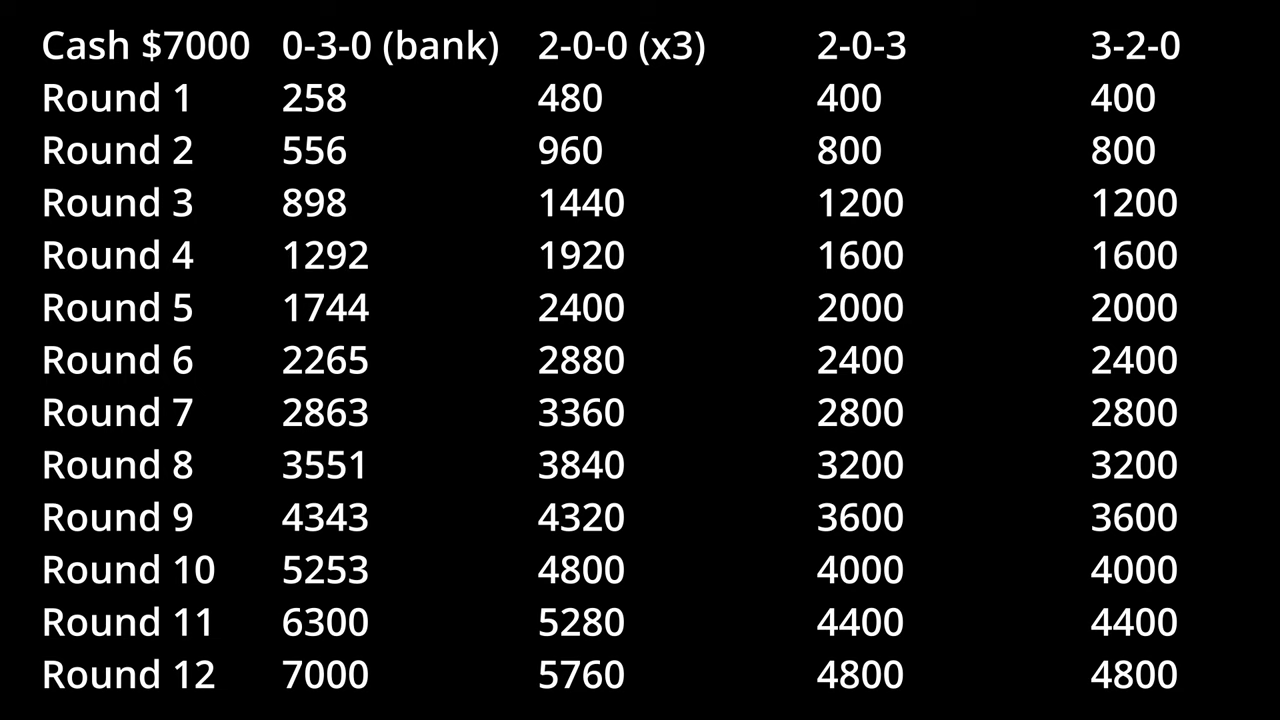 Cash $7000 0-3-0 (bank) 2-0-0 (x3) 2-0-3 3-2-0
Round 1 258 480 400 400
Round 2 556 960 800 800
Round 3 898 1440 1200 1200
Round 4 1292 1920 1600 1600
Round 5 1744 2400 2000 2000
Round 6 2265 2880 2400 2400
Round 7 2863 3360 2800 2800
Round 8 3551 3840 3200 3200
Round 9 4343 4320 3600 3600
Round 10 5253 4800 4000 4000
Round 11 6300 5280 4400 4400
Round 12 7000 5760 4800 4800